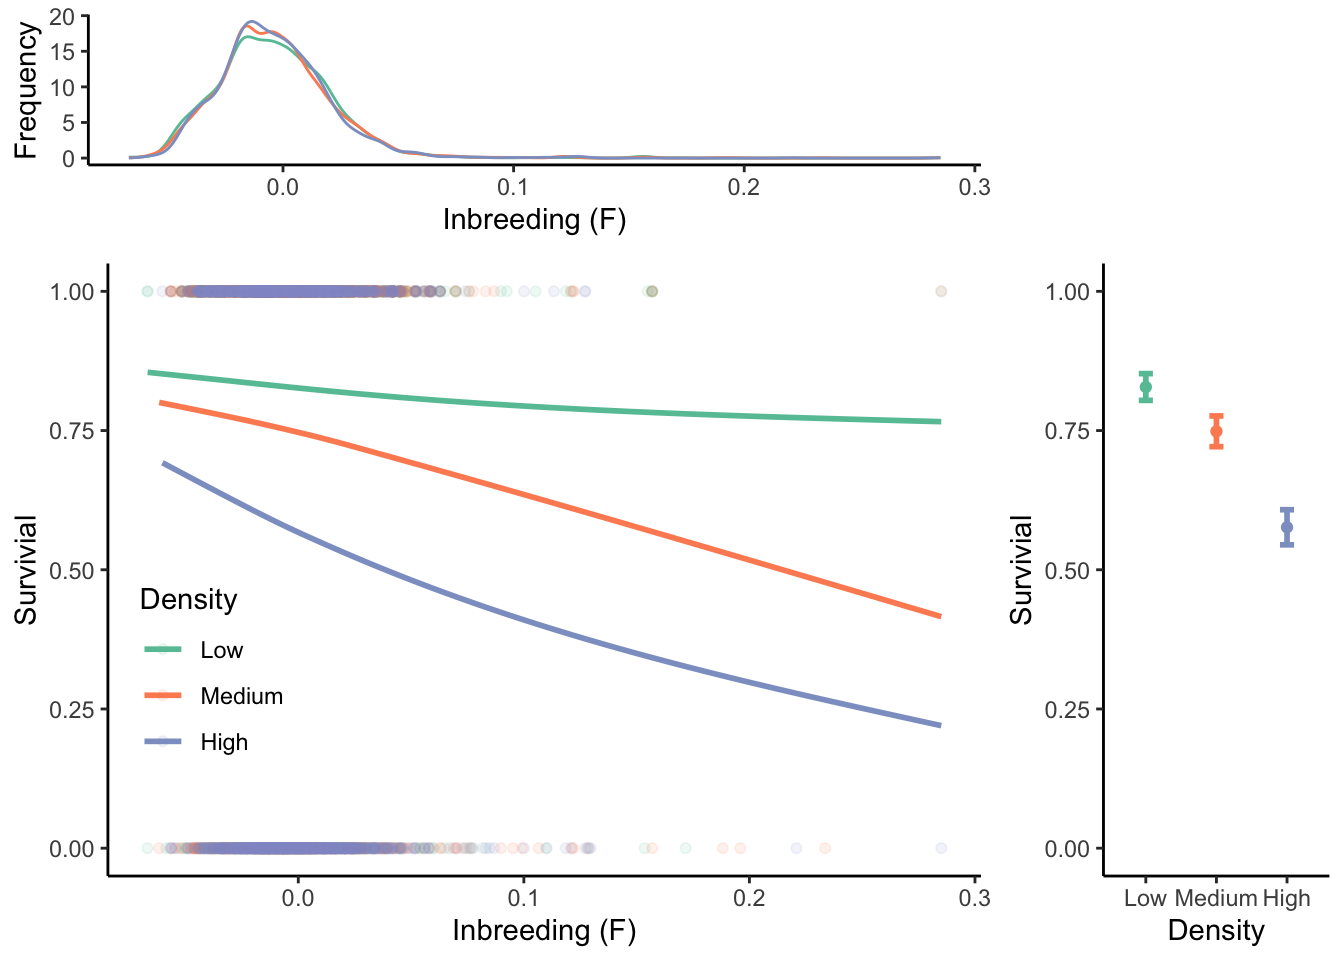 Frequency
20
15
10
5
0
0.0 0.1 0.2 0.3
Inbreeding (F)
Survivial
1.00
0.75
0.50
0.25
0.00
Density
Low
Medium
High
0.0 0.1 0.2 0.3
Inbreeding (F)
Survivial
1.00
0.75
0.50
0.25
0.00
Low Medium High
Density